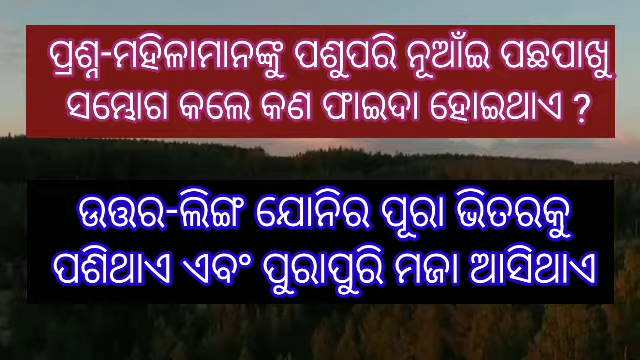 ପ୍ରଶ୍ନ-ମହିଳାମାନଙ୍କୁ ପଶୁପରି ନୂଆଁଇ ପଛପାଖୁ
ସମ୍ଭୋଗ କଲେ କଣ ଫାଇଦା ହୋଇଥାଏ ?
ଉତ୍ତର-ଲିଙ୍ଗ ଯୋନିର ପୂରା ଭିତରକୁ
ପଶିଥାଏ ଏବଂ ପୁରାପୁରି ମଜା ଆସିଥାଏ